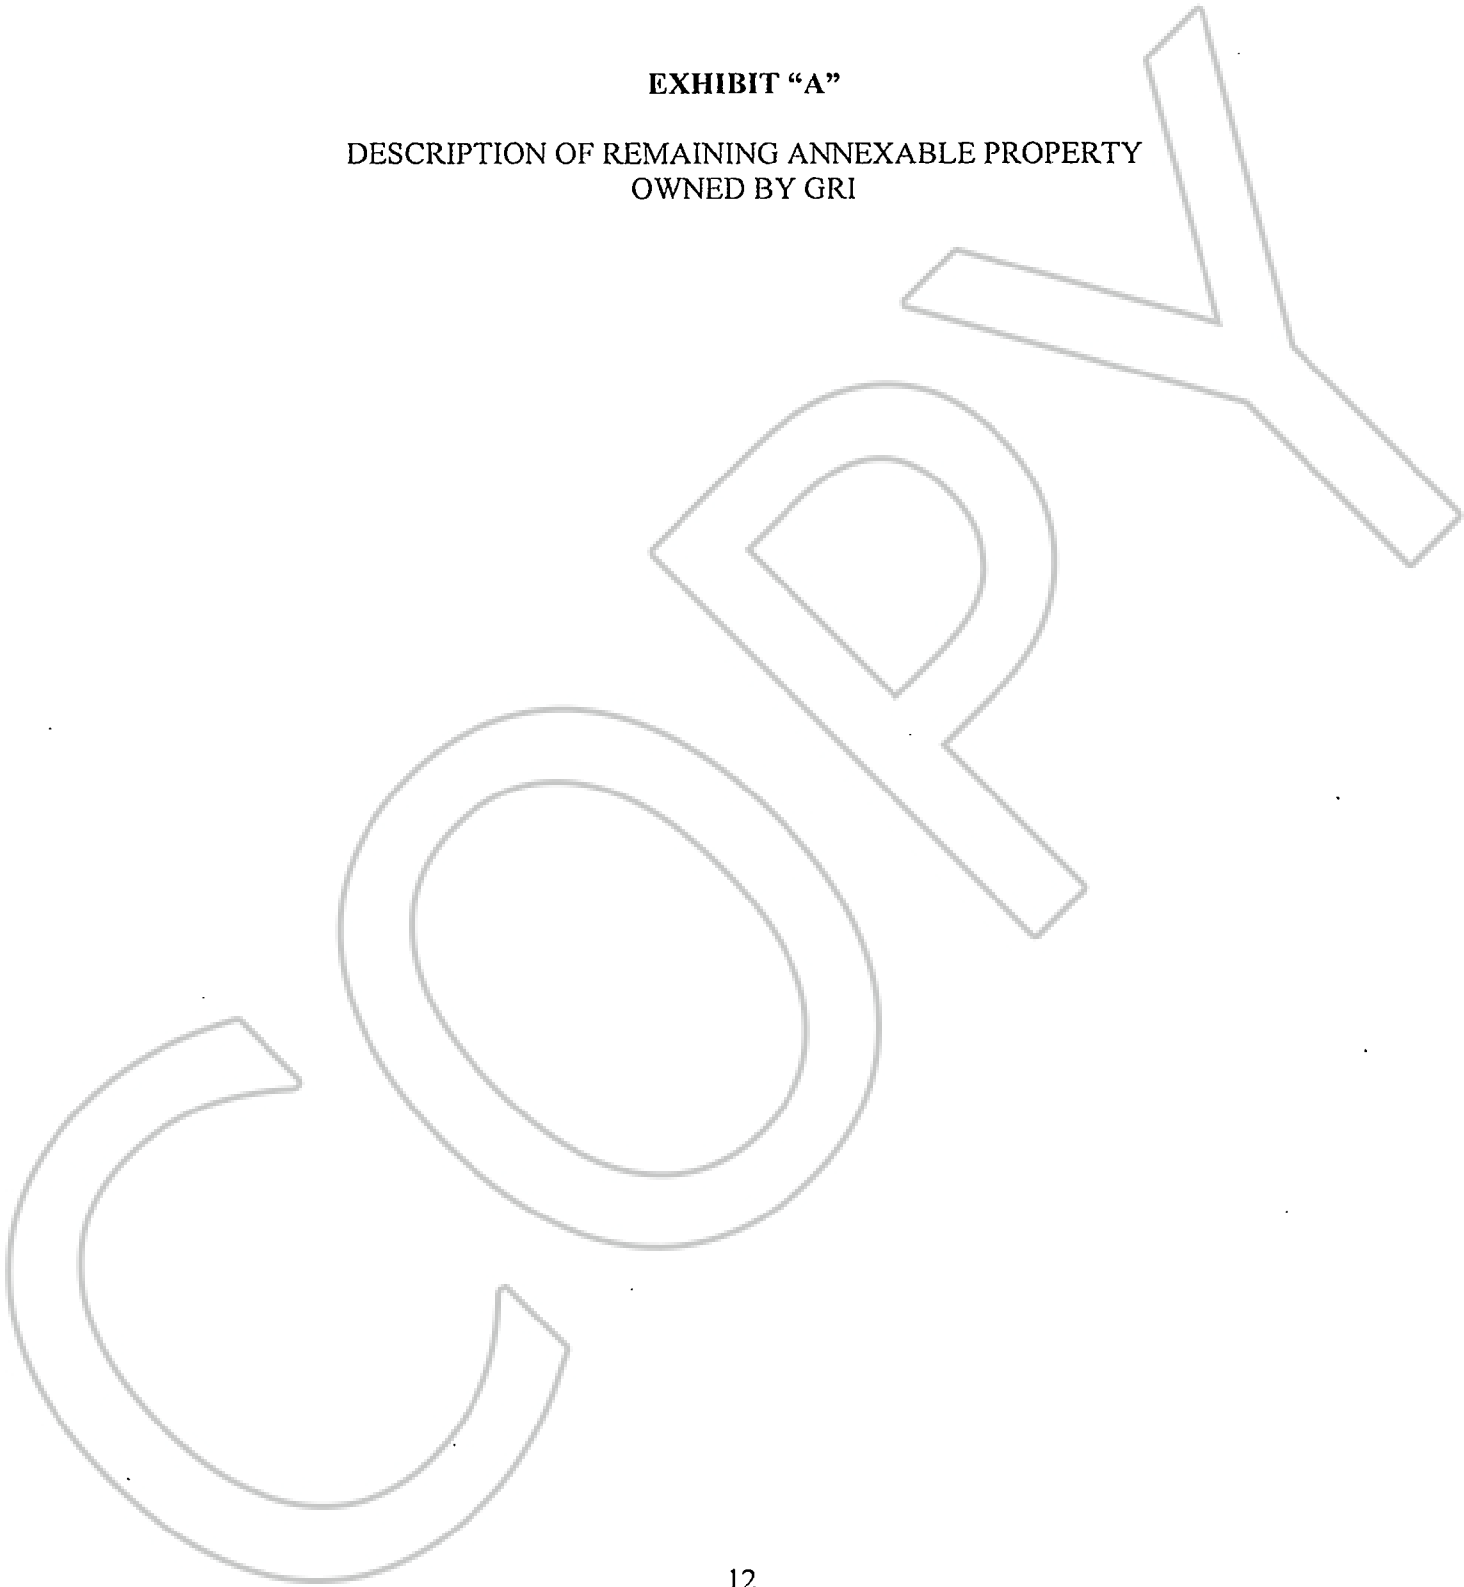 EXHIBIT “A”
DESCRIPTION OF REMAINING ANNEXABLE PROPERTY
OWNED BY GRI
COPY
12